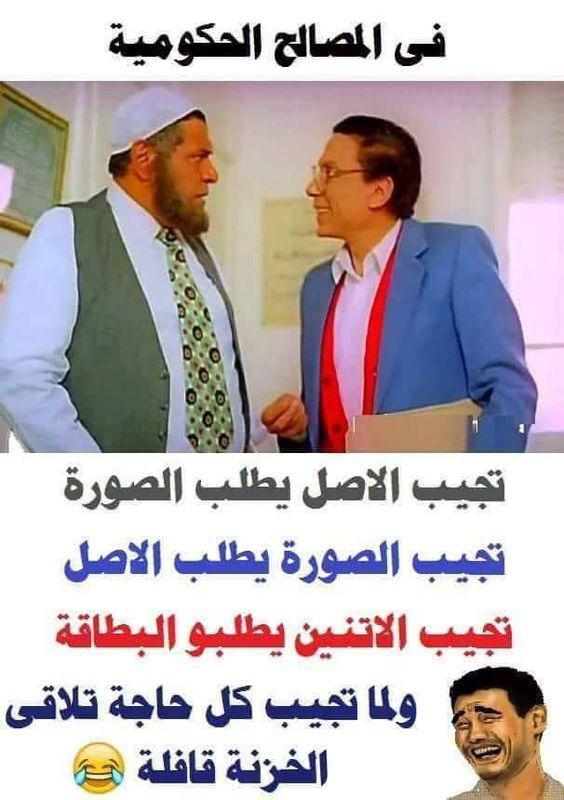 فى المصالح الحكومية
تجيب الاصل يطلب الصورة
تجيب الصورة يطلب الاصل
تجيب الاتنين يطلبو البطاقة
ولما تجيب كل حاجة تلاقى
الخزنة قافلة 😂